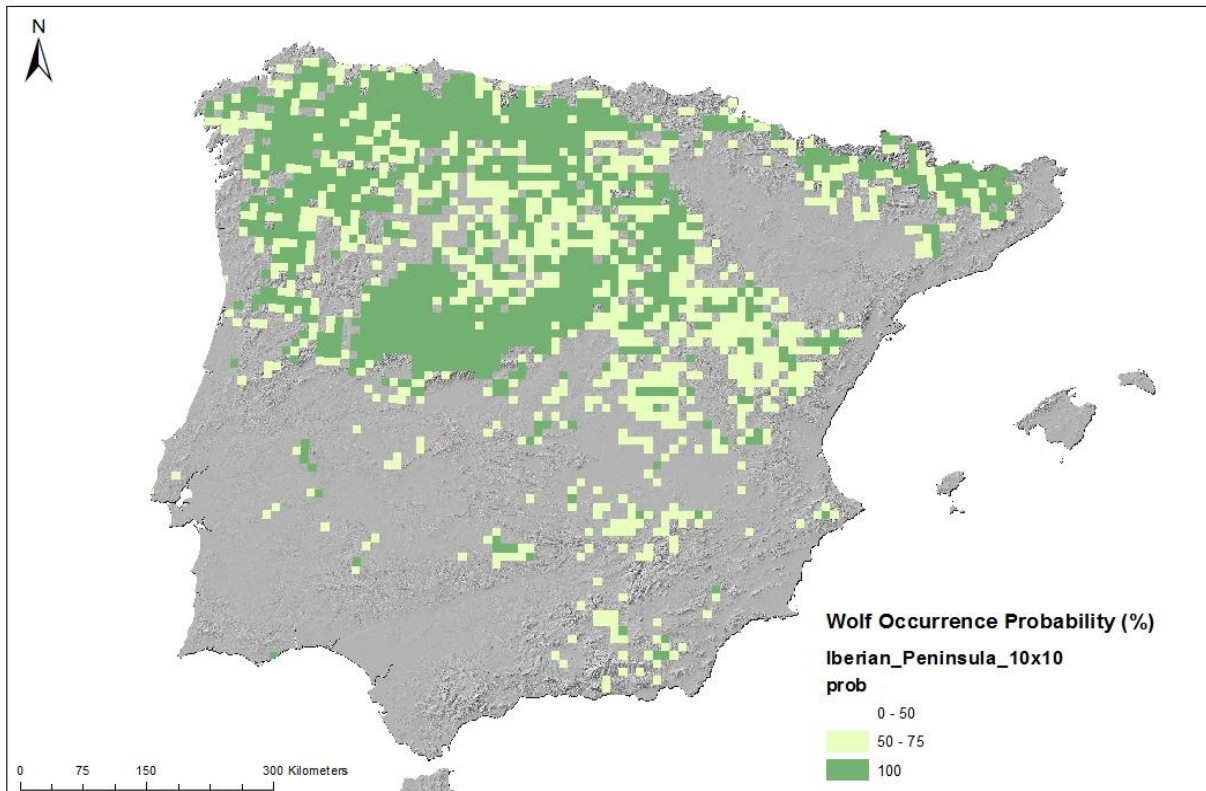 N
Wolf Occurrence Probability (%)
Iberian_Peninsula_10x10
prob
0 - 50
50 - 75
100
0 75 150 300 Kilometers